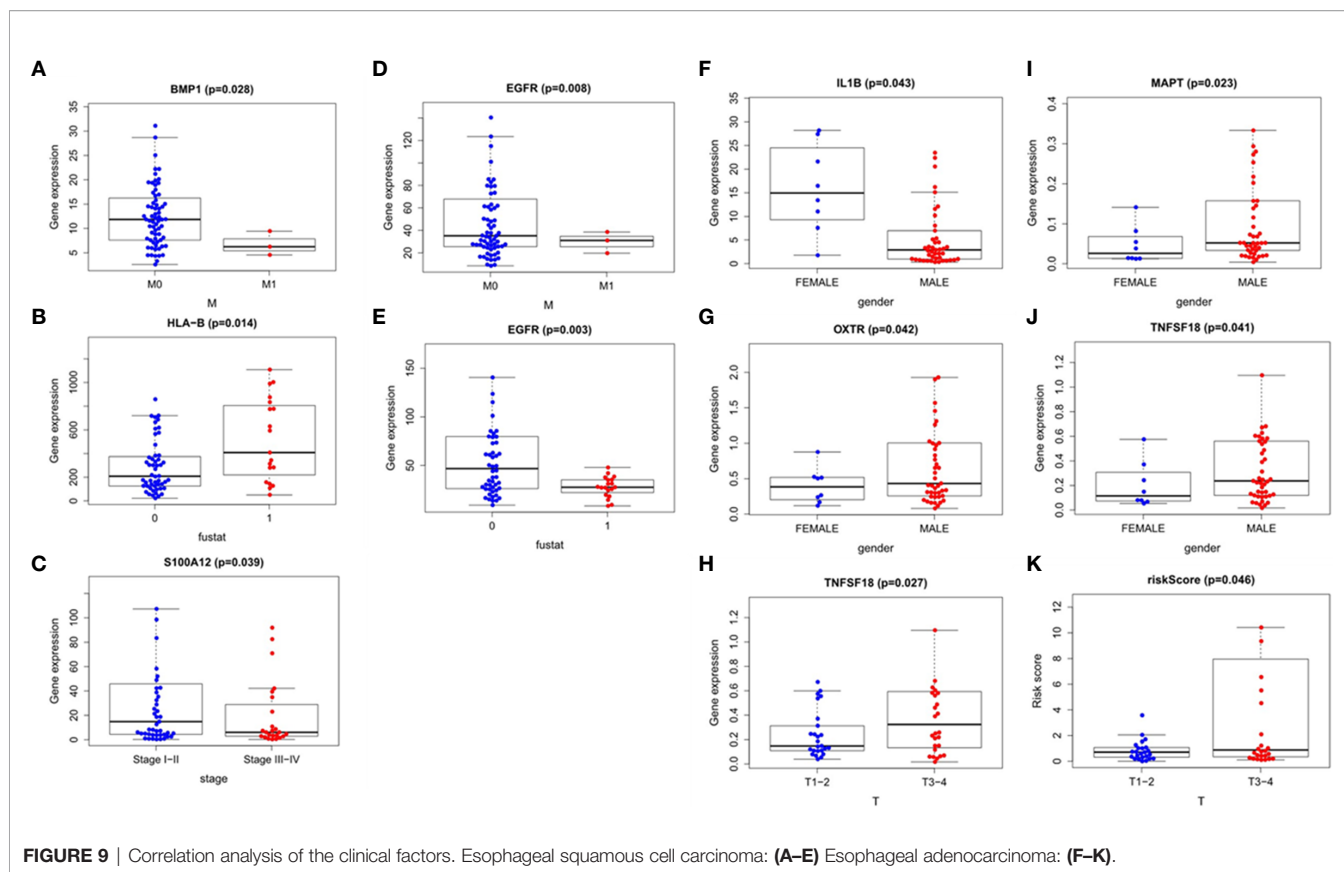 A
BMP1 (p=0.028)
Gene expression
35
30
25
20
15
10
5
M0
M1
M
B
HLA−B (p=0.014)
Gene expression
1000
600
200
0
0
1
fustat
C
S100A12 (p=0.039)
Gene expression
100
80
60
40
20
0
Stage I−II
Stage III−IV
stage
D
EGFR (p=0.008)
Gene expression
120
80
60
40
20
M0
M1
M
E
EGFR (p=0.003)
Gene expression
150
100
50
0
1
fustat
F
IL1B (p=0.043)
Gene expression
35
30
25
20
15
10
5
0
FEMALE
MALE
gender
G
OXTR (p=0.042)
Gene expression
2.0
1.5
1.0
0.5
0.0
FEMALE
MALE
gender
H
TNFSF18 (p=0.027)
Gene expression
1.2
1.0
0.8
0.6
0.4
0.2
0.0
T1−2
T3−4
T
I
MAPT (p=0.023)
Gene expression
0.4
0.3
0.2
0.1
0.0
FEMALE
MALE
gender
J
TNFSF18 (p=0.041)
Gene expression
1.2
1.0
0.8
0.6
0.4
0.2
0.0
FEMALE
MALE
gender
K
riskScore (p=0.046)
Risk score
12
10
8
6
4
2
0
T1−2
T3−4
T
FIGURE 9 | Correlation analysis of the clinical factors. Esophageal squamous cell carcinoma: (A–E) Esophageal adenocarcinoma: (F–K).